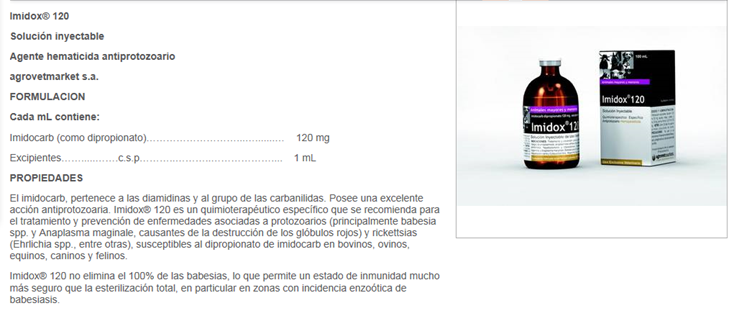 Imidox® 120
Solución inyectable
Agente hematicida antiprotozoario
agrovetmarket s.a.
FORMULACION
Cada mL contiene:
Imidocarb (como dipropionato)…………………………………………… 120 mg
Excipientes…………………c.s.p…………………………………………… 1 mL
PROPIEDADES
El imidocarb, pertenece a las diamidinas y al grupo de las carbanilidas. Posee una excelente
acción antiprotozoaria. Imidox® 120 es un quimioterapéutico específico que se recomienda para
el tratamiento y prevención de enfermedades asociadas a protozoarios (principalmente babesia
spp. y Anaplasma maginale, causantes de la destrucción de los glóbulos rojos) y rickettsias
(Ehrlichia spp., entre otras), susceptibles al dipropionato de imidocarb en bovinos, ovinos,
equinos, caninos y felinos.
Imidox® 120 no elimina el 100% de las babesias, lo que permite un estado de inmunidad mucho
más seguro que la esterilización total, en particular en zonas con incidencia enzoótica de
babesiasis.
Imidox® 120
Solución Inyectable
100 mL
Imidox® 120
Solución Inyectable